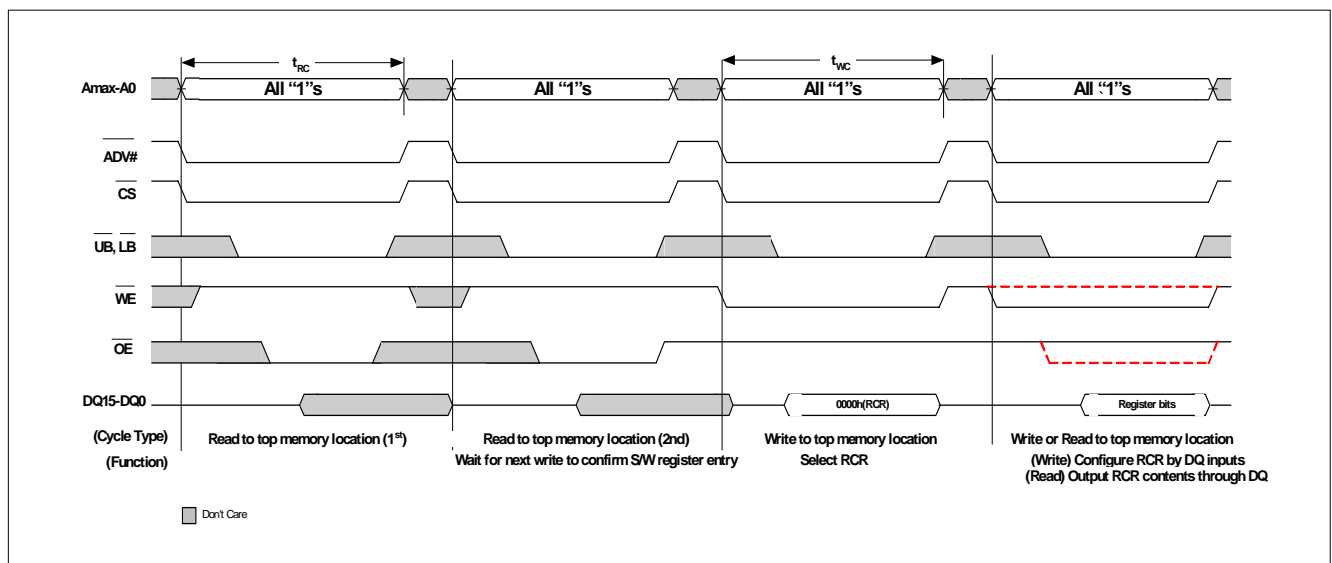 tRC
tWC
Amax-A0 All “1”s All “1”s All “1”s All “1”s
ADV#
CS
UB, LB
WE
OE
DQ15-DQ0 0000h(RCR) Register bits
(Cycle Type) Read to top memory location (1st) Read to top memory location (2nd) Write to top memory location Write or Read to top memory location
(Function) Wait for next write to confirm S/W register entry Select RCR (Write) Configure RCR by DQ inputs
(Read) Output RCR contents through DQ
Don't Care